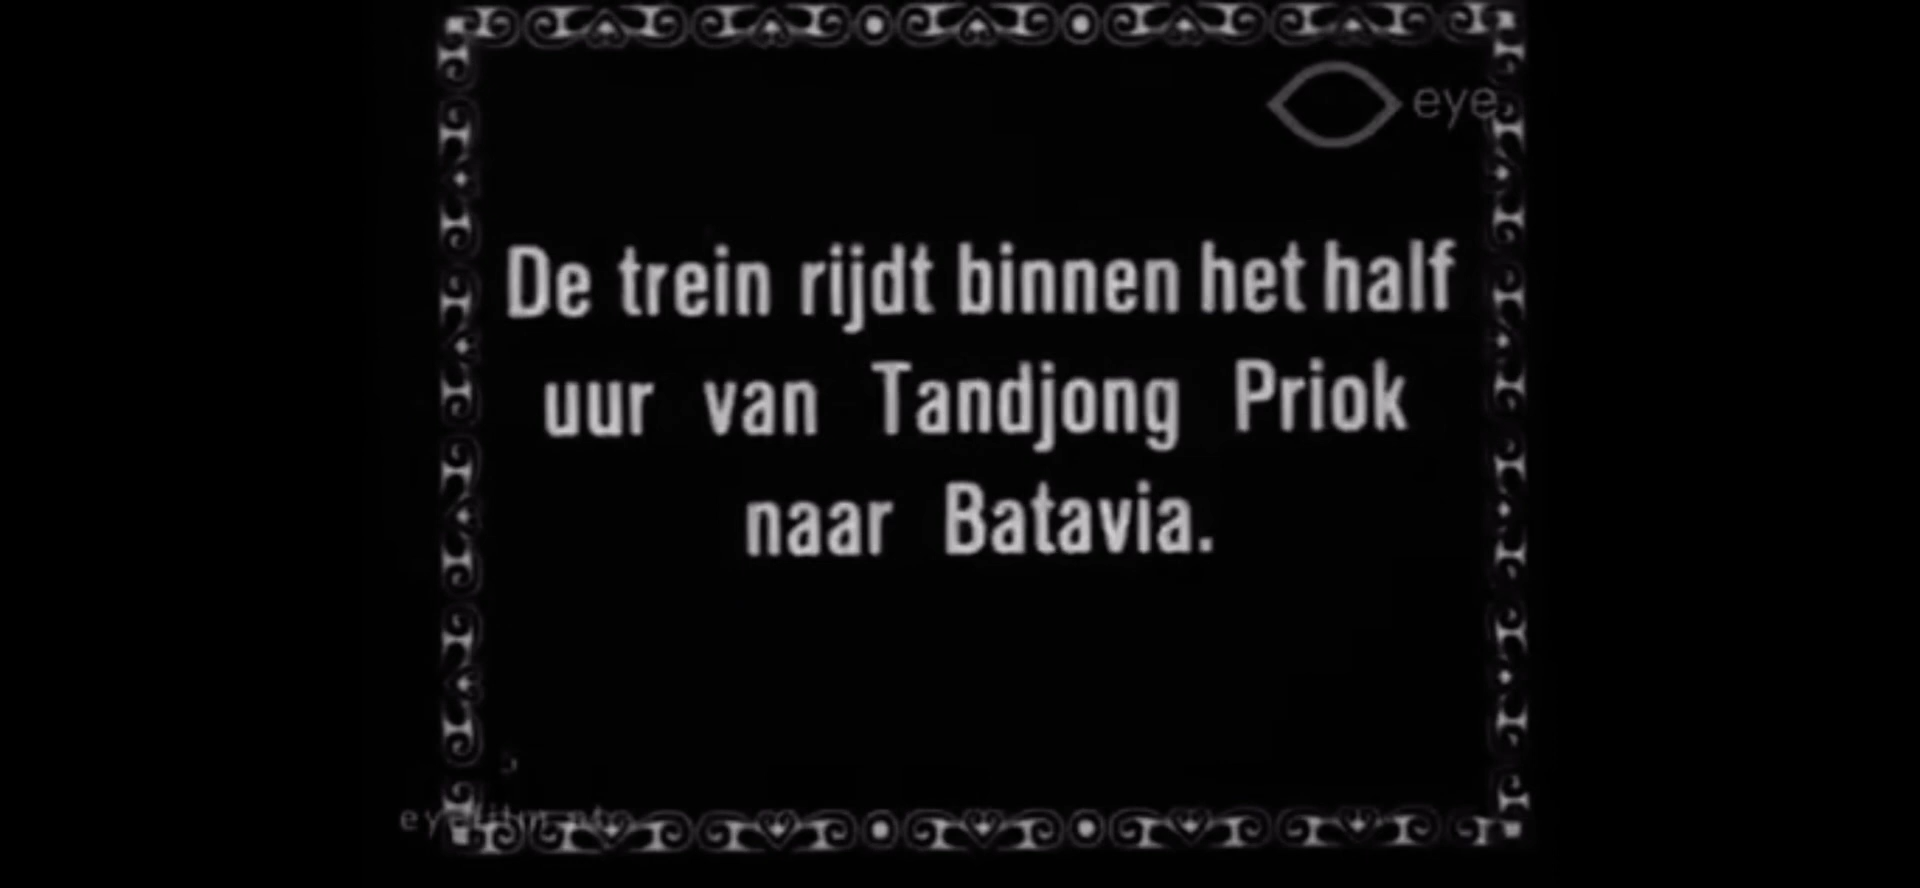 eye
De trein rijdt binnen het half
uur van Tandjong Priok
naar Batavia.